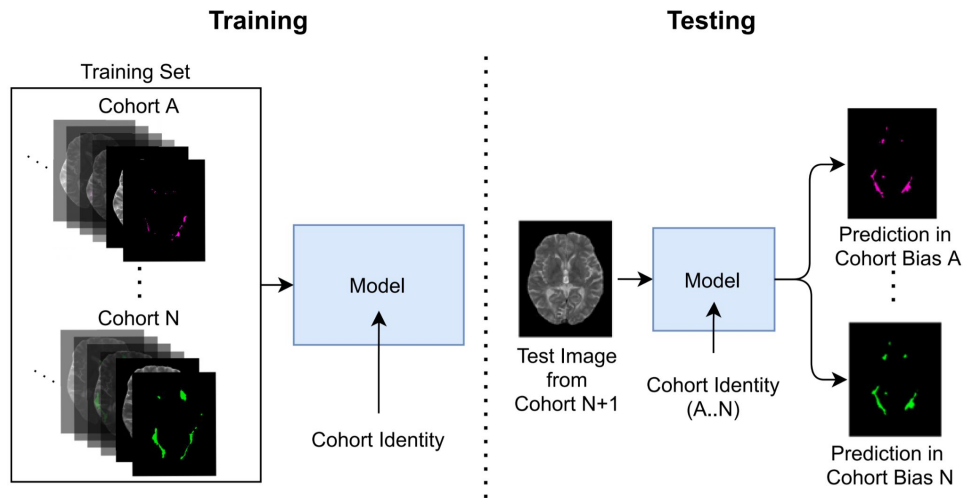 Training
Training Set
Cohort A
Cohort N
Model
Cohort Identity
Testing
Test Image
from
Cohort N+1
Model
Cohort Identity
(A..N)
Prediction in
Cohort Bias A
Prediction in
Cohort Bias N